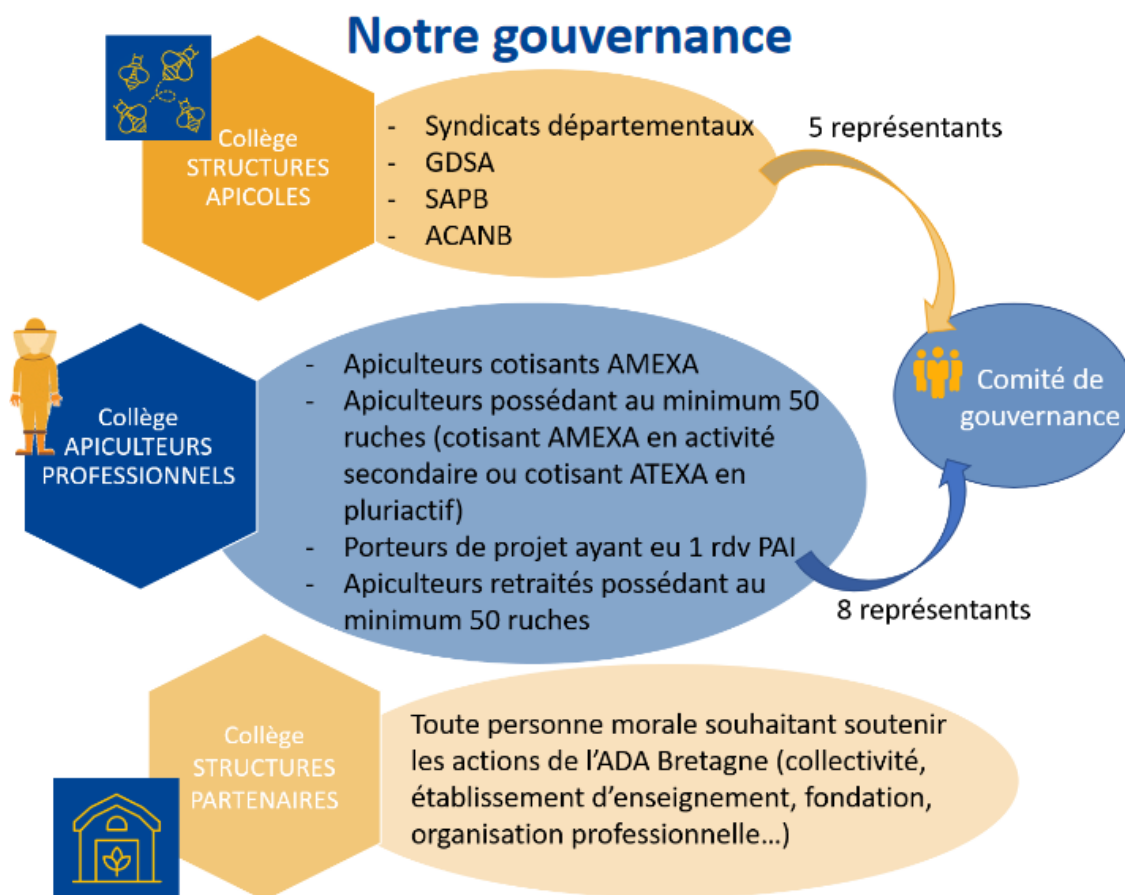 Notre gouvernance
Collège
STRUCTURES
APICOLES
- Syndicats départementaux
- GDSA
- SAPB
- ACANB
5 représentants
Collège
APICULTEURS
PROFESSIONNELS
- Apiculteurs cotisants AMEXA
- Apiculteurs possédant au minimum 50
ruches (cotisant AMEXA en activité
secondaire ou cotisant ATEXA en
pluriactif)
- Porteurs de projet ayant eu 1 rdv PAI
- Apiculteurs retraités possédant au
minimum 50 ruches
8 représentants
Comité de
gouvernance
Collège
STRUCTURES
PARTENAIRES
Toute personne morale souhaitant soutenir
les actions de l'ADA Bretagne (collectivité,
établissement d'enseignement, fondation,
organisation professionnelle…)